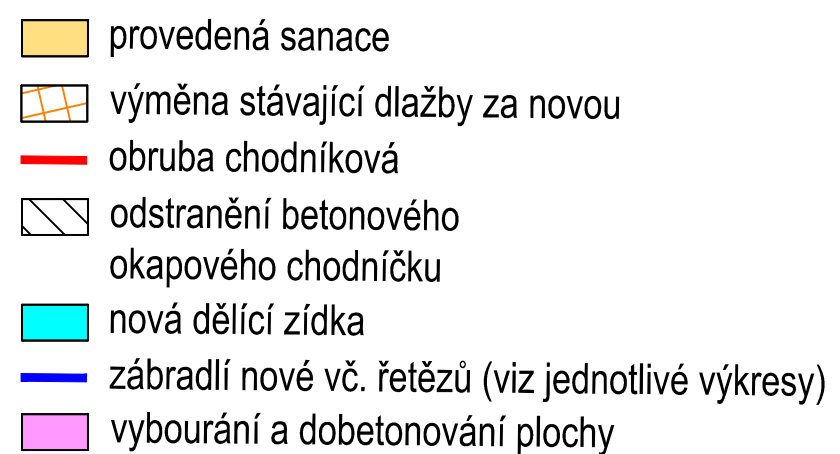 provedená sanace
výměna stávající dlažby za novou
obruba chodníková
odstranění betonového
okapového chodníčku
nová dělící zídka
zábradlí nové vč. řetězů (viz jednotlivé výkresy)
vybourání a dobetonování plochy